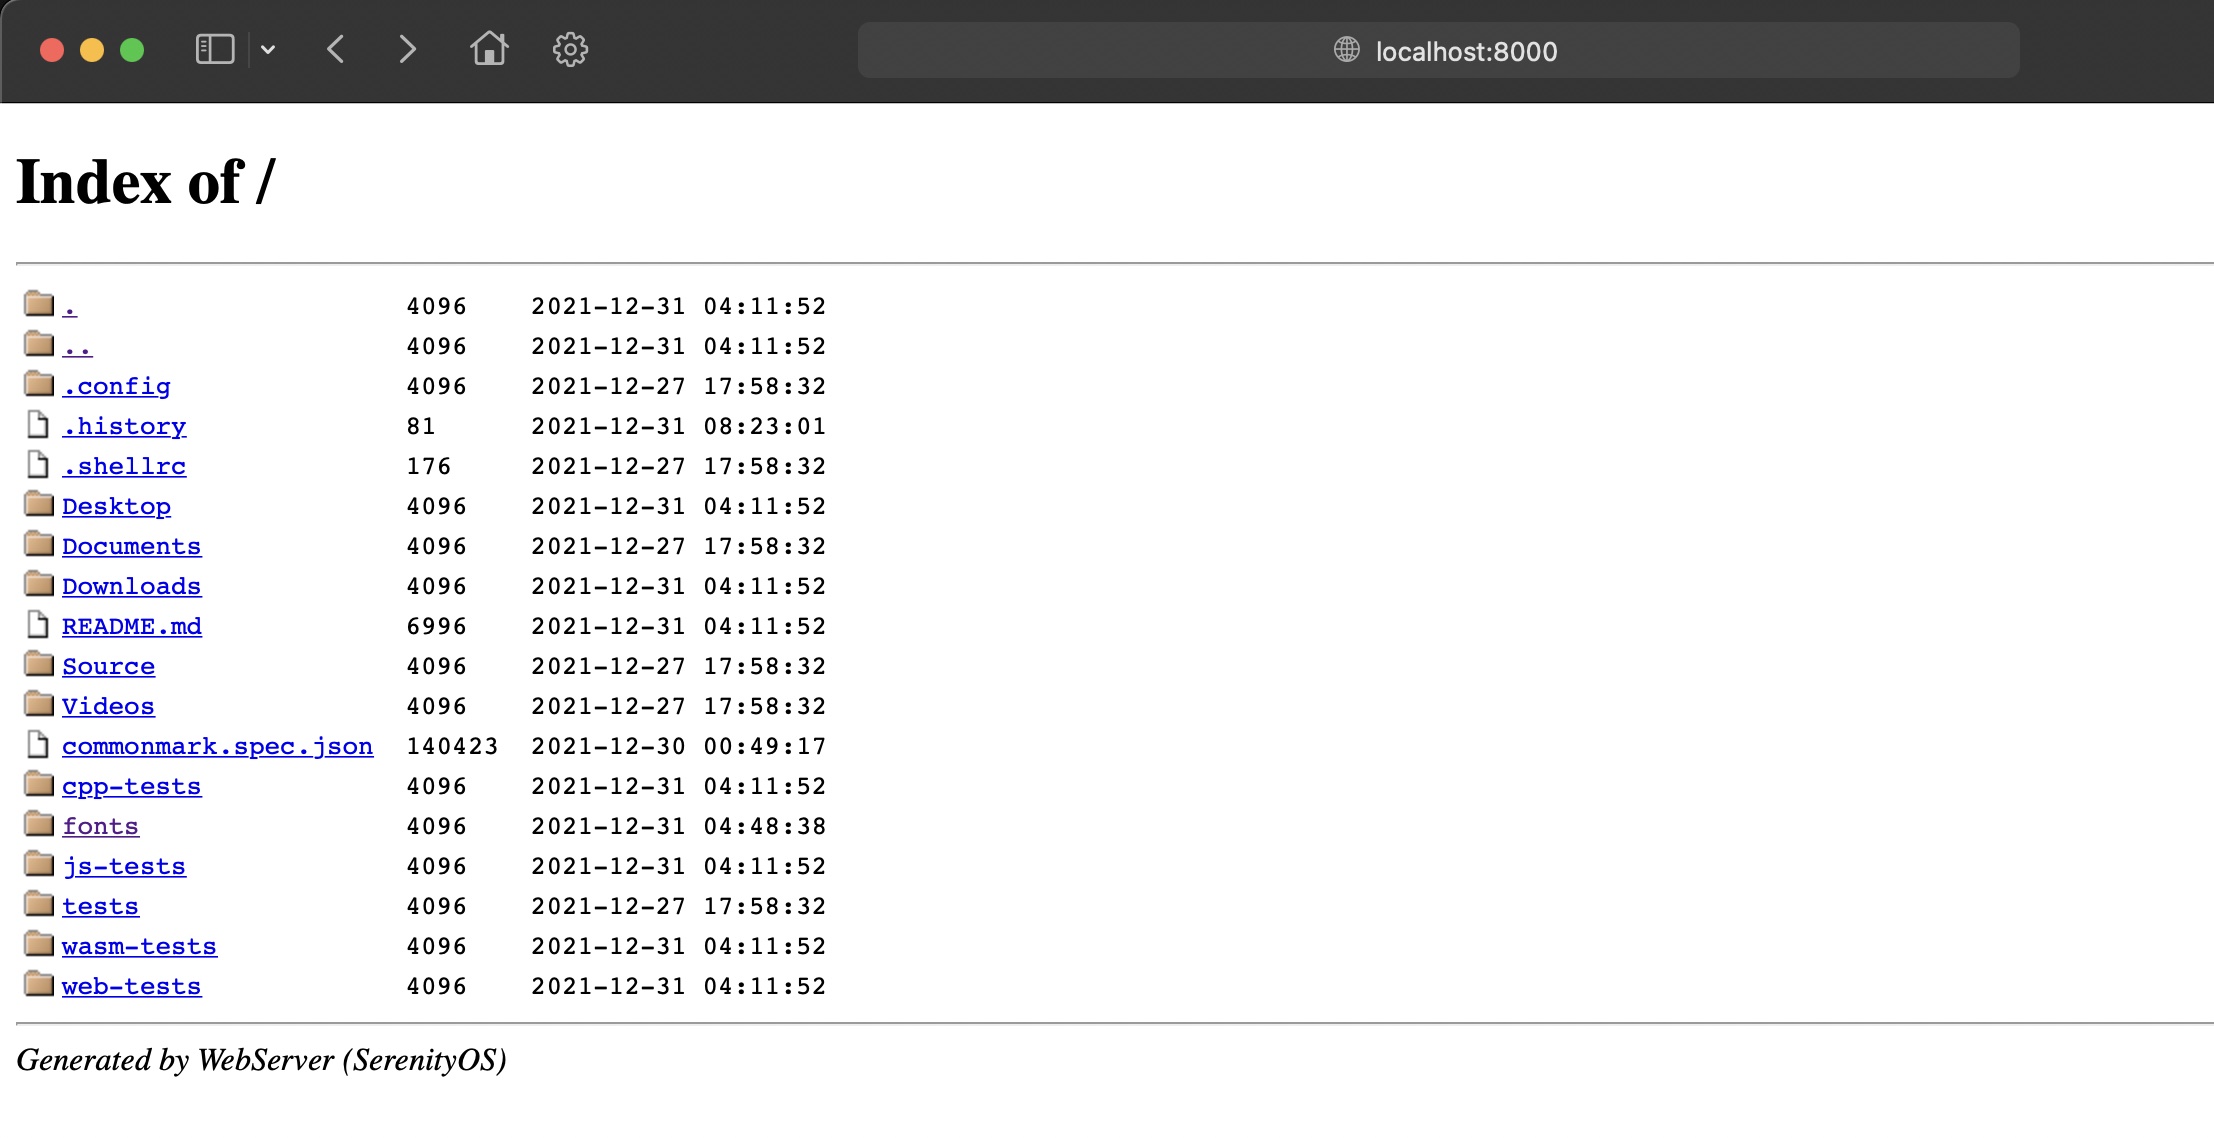 localhost:8000
Index of /
. 4096 2021-12-31 04:11:52
.. 4096 2021-12-31 04:11:52
.config 4096 2021-12-27 17:58:32
.history 81 2021-12-31 08:23:01
.shellrc 176 2021-12-27 17:58:32
Desktop 4096 2021-12-31 04:11:52
Documents 4096 2021-12-27 17:58:32
Downloads 4096 2021-12-31 04:11:52
README.md 6996 2021-12-31 04:11:52
Source 4096 2021-12-27 17:58:32
Videos 4096 2021-12-27 17:58:32
commonmark.spec.json 140423 2021-12-30 00:49:17
cpp-tests 4096 2021-12-31 04:11:52
fonts 4096 2021-12-31 04:48:38
js-tests 4096 2021-12-31 04:11:52
tests 4096 2021-12-27 17:58:32
wasm-tests 4096 2021-12-31 04:11:52
web-tests 4096 2021-12-31 04:11:52
Generated by WebServer (SerenityOS)